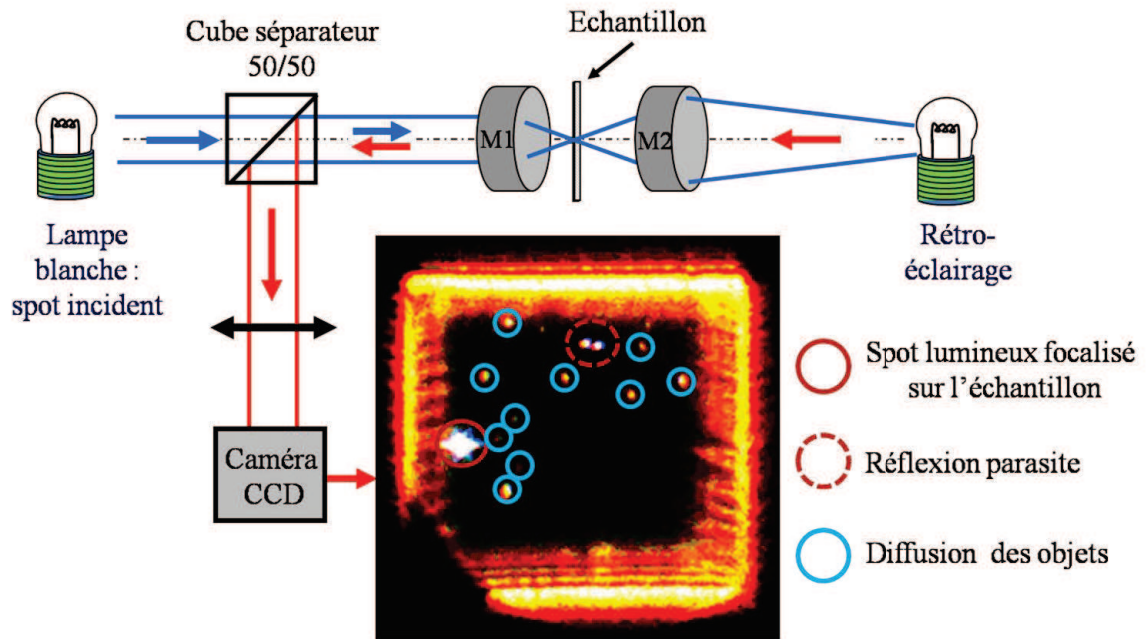 Cube séparateur
50/50
Echantillon
M1
M2
Lampe
blanche :
spot incident
Rétro-
éclairage
Caméra
CCD
Spot lumineux focalisé
sur l'échantillon
Réflexion parasite
Diffusion des objets